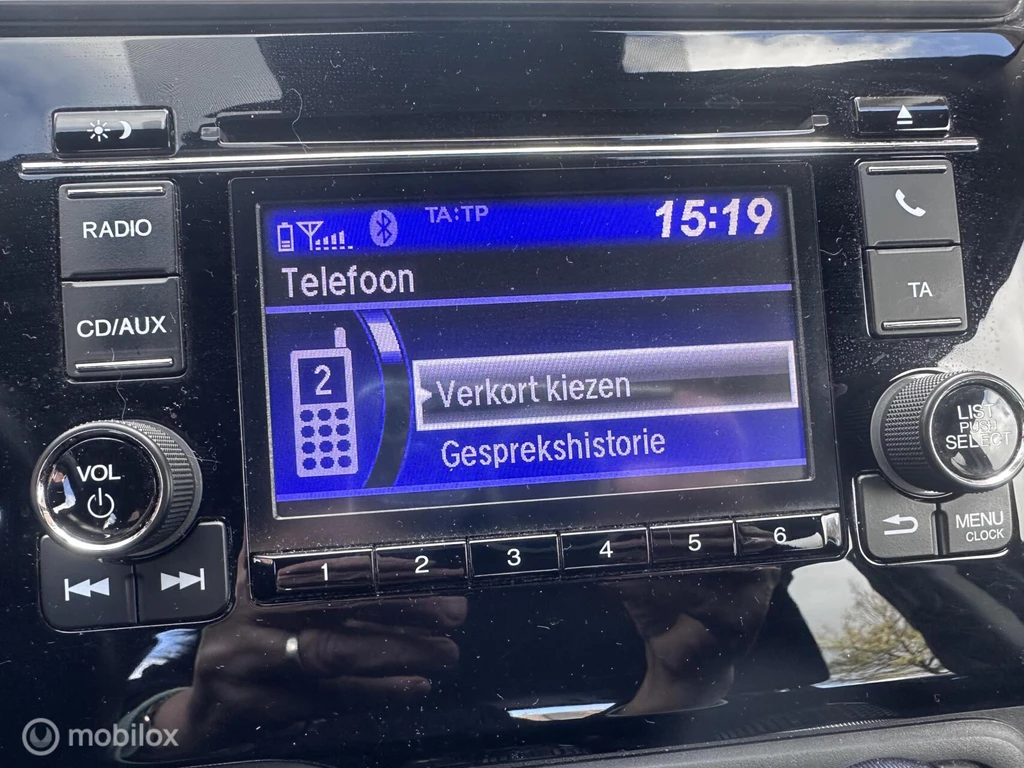 RADIO
CD/AUX
VOL
TA:TP
15:19
Telefoon
2
Verkort kiezen
Gesprekshistorie
TA
LIST
PUSH
SELECT
MENU
CLOCK
1 2 3 4 5 6
mobilox